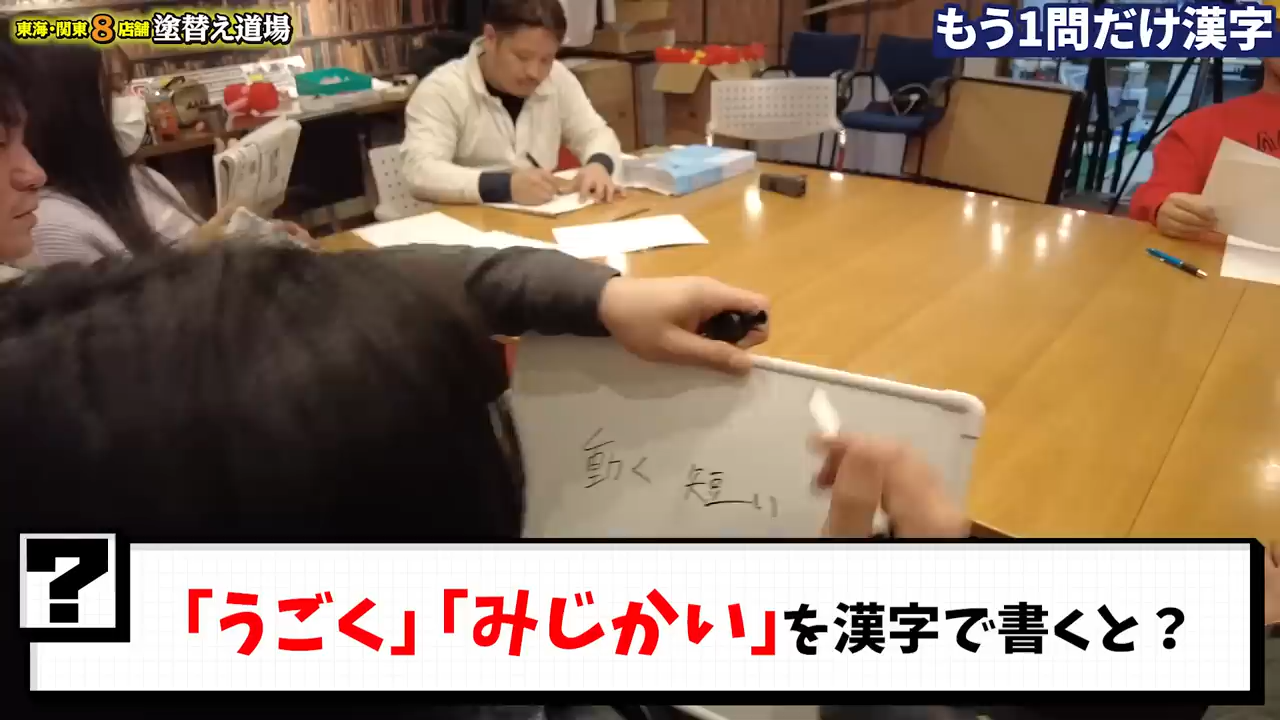 東海・関東8店舗塗替え道場
もう1問だけ漢字
動く 短い
?
「うごく」「みじかい」を漢字で書くと？